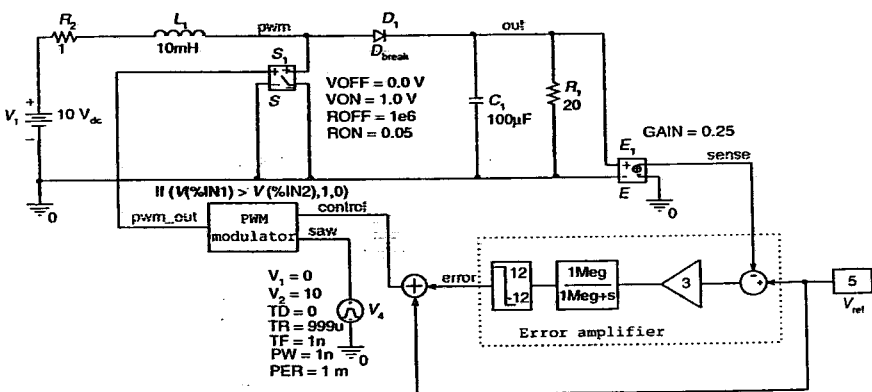 R2
1
L1
10mH
pwm
D1
Dbreak
out
S1
S
VOFF = 0.0 V
VON = 1.0 V
ROFF = 1e6
RON = 0.05
+
V1
10 Vdc
−
C1
100μF
R1
20
E1
GAIN = 0.25
sense
E
0
0
If (V(%IN1) > V (%IN2),1,0)
pwm_out
PWM
modulator
control
saw
V1 = 0
V2 = 10
TD = 0
TR = 999u
TF = 1n
PW = 1n
PER = 1 m
V4
0
error
12
-12
1Meg
1Meg+s
3
5
Vref
Error amplifier